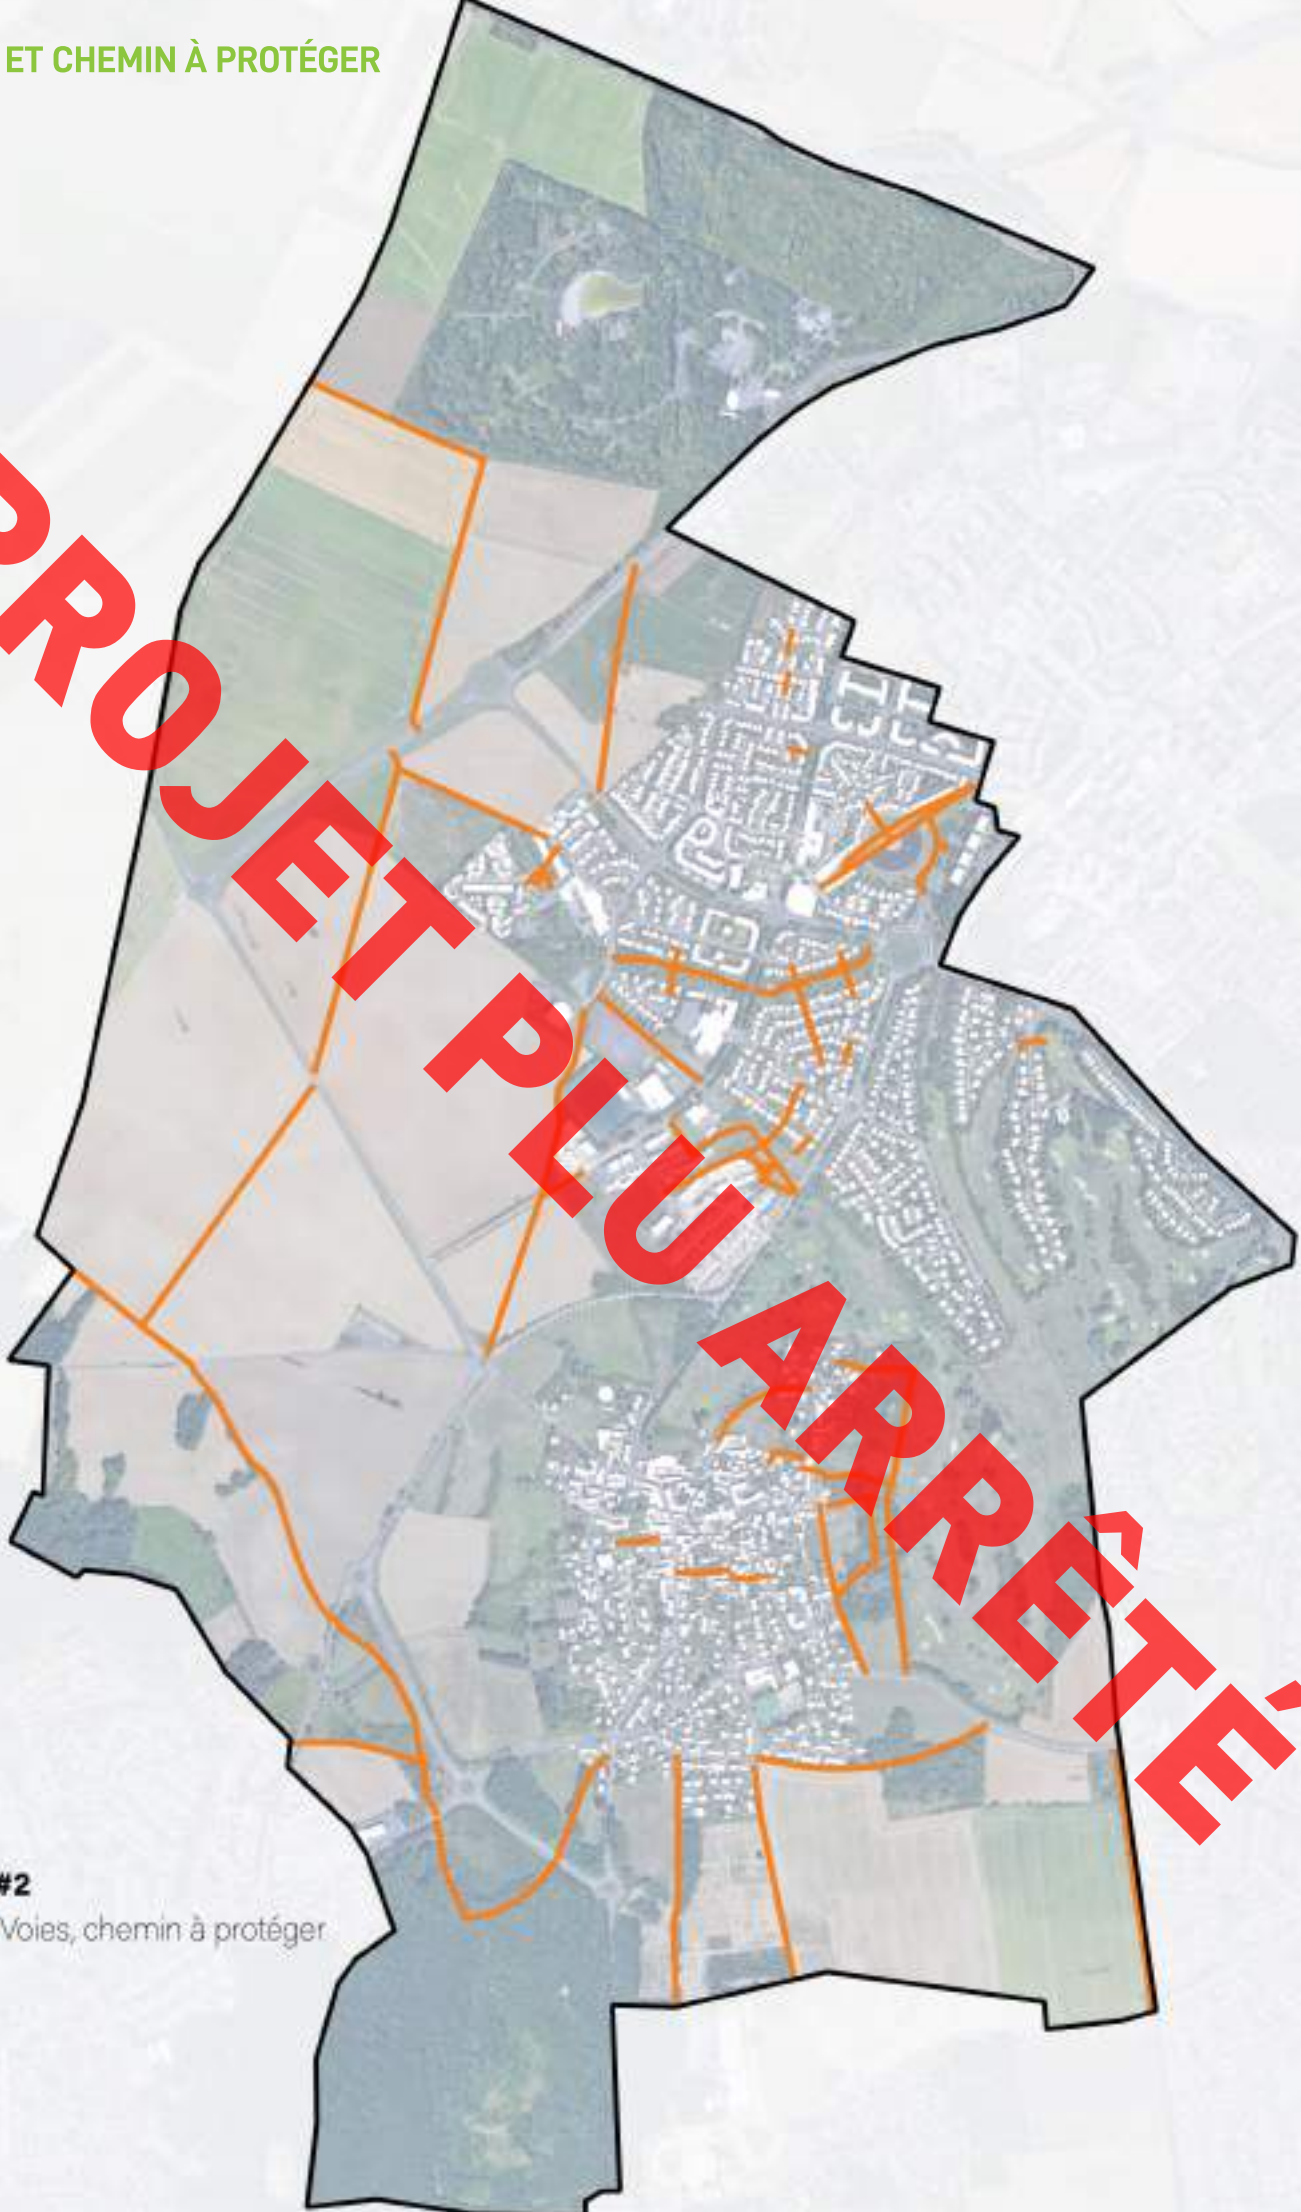 ET CHEMIN À PROTÉGER
PROJET PLU ARRÊTÉ
#2
Voies, chemin à protéger